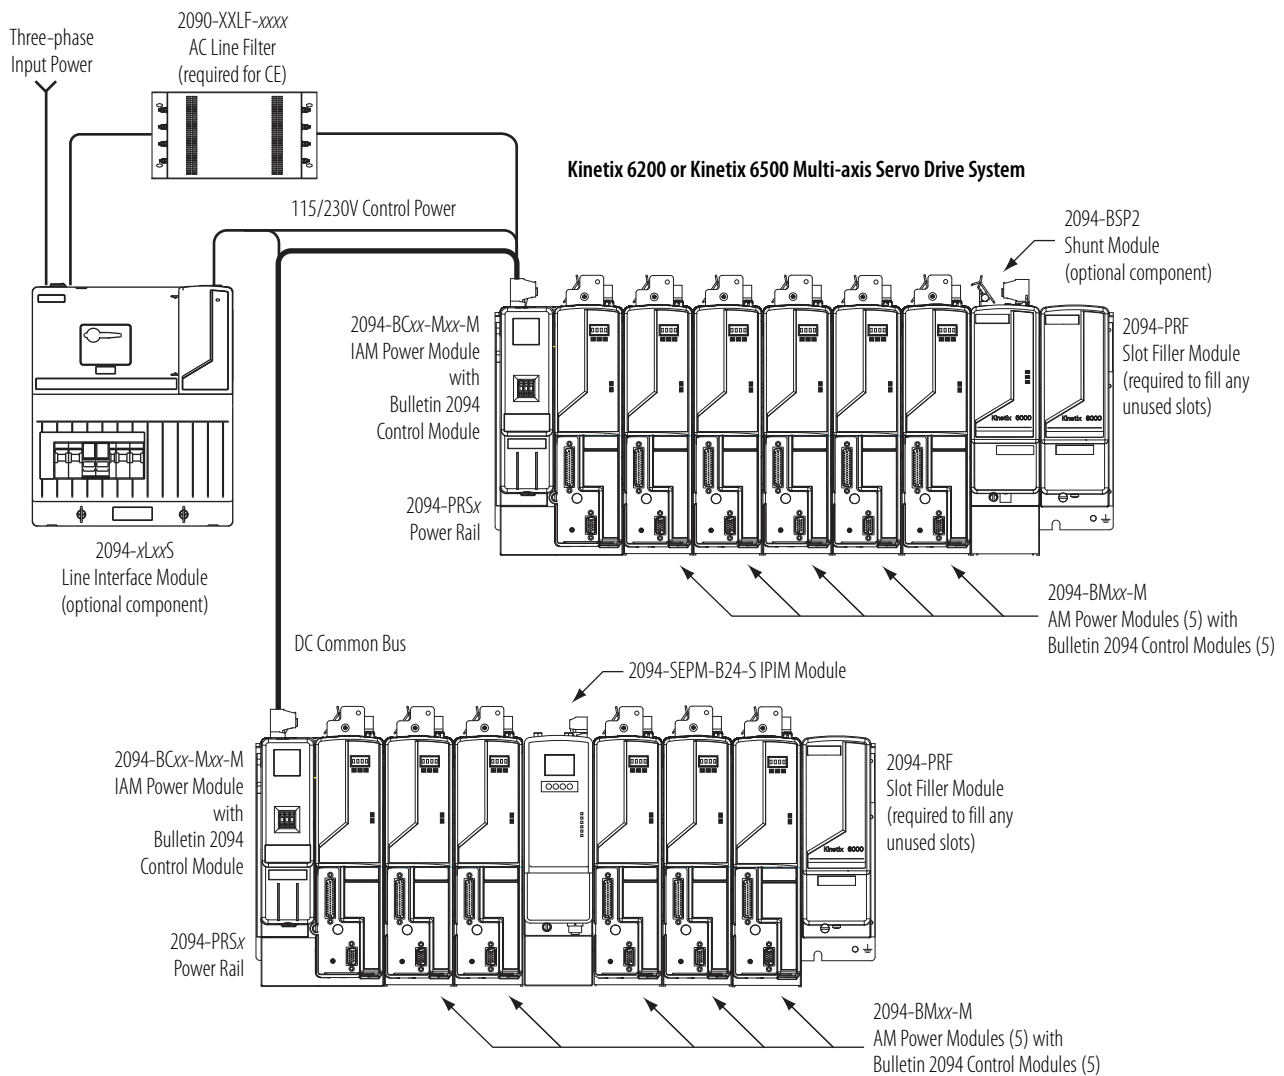 2090-XXLF-xxxx
AC Line Filter
(required for CE)
Three-phase
Input Power
Kinetix 6200 or Kinetix 6500 Multi-axis Servo Drive System
115/230V Control Power
2094-BSP2
Shunt Module
(optional component)
2094-BCxx-Mxx-M
IAM Power Module
with
Bulletin 2094
Control Module
2094-PRF
Slot Filler Module
(required to fill any
unused slots)
Kinetix 6000
Kinetix 6000
2094-PRSx
Power Rail
2094-xLxxS
Line Interface Module
(optional component)
2094-BMxx-M
AM Power Modules (5) with
Bulletin 2094 Control Modules (5)
DC Common Bus
2094-SEPM-B24-S IPIM Module
2094-BCxx-Mxx-M
IAM Power Module
with
Bulletin 2094
Control Module
2094-PRF
Slot Filler Module
(required to fill any
unused slots)
Kinetix 6000
2094-PRSx
Power Rail
2094-BMxx-M
AM Power Modules (5) with
Bulletin 2094 Control Modules (5)